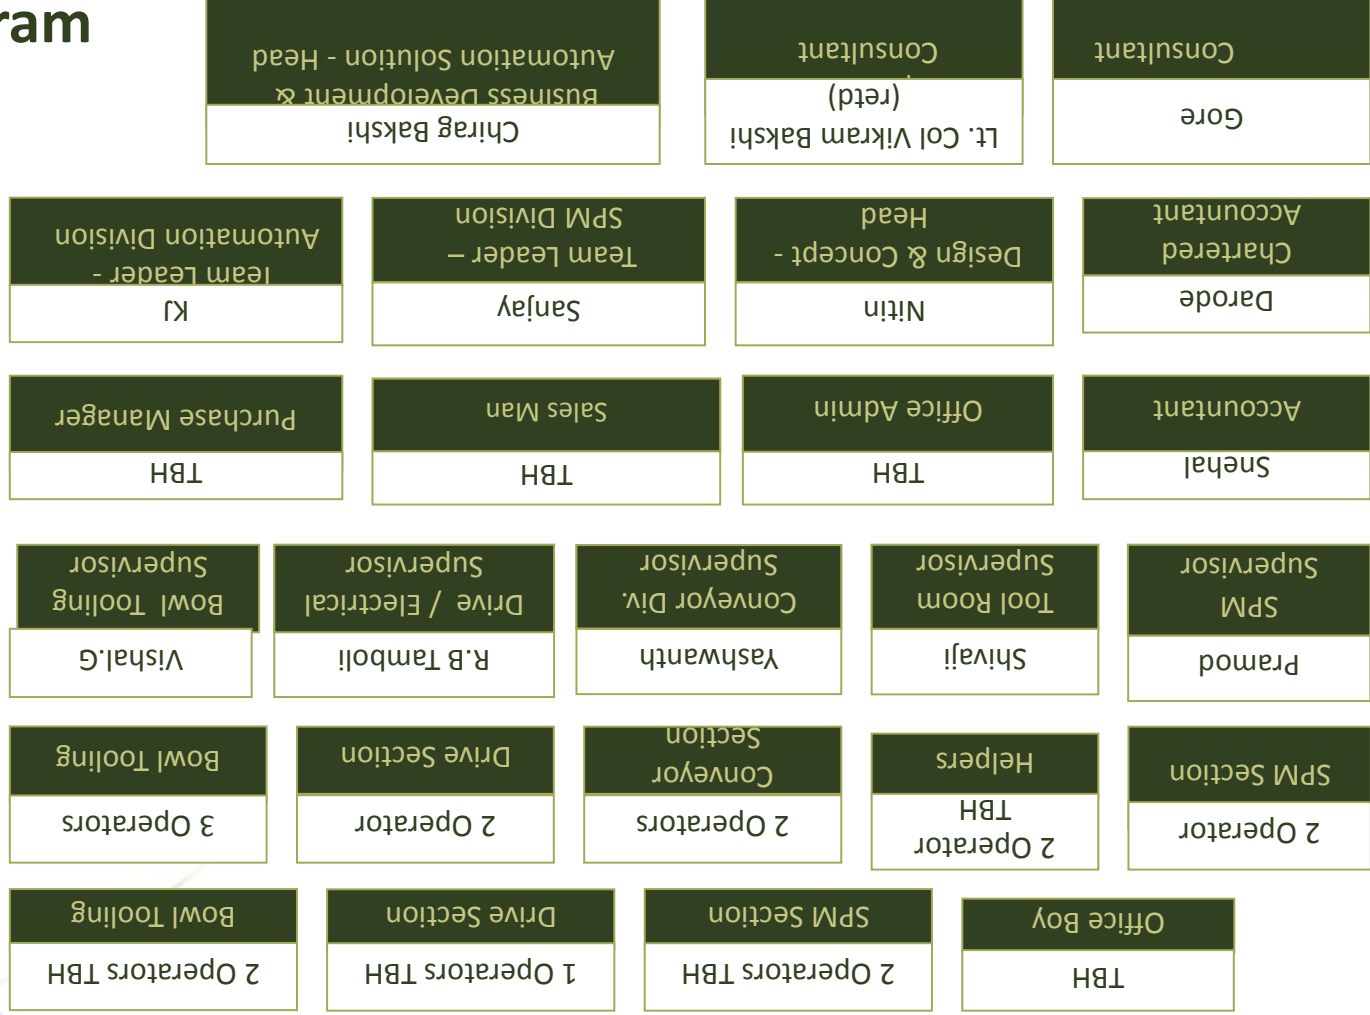 ram
Chirag Bakshi
Business Development &
Automation Solution - Head
Lt. Col Vikram Bakshi
(retd)
Consultant
Gore
Consultant
KJ
Team Leader -
Automation Division
Sanjay
Team Leader –
SPM Division
Nitin
Design & Concept -
Head
Darode
Chartered
Accountant
TBH
Purchase Manager
TBH
Sales Man
TBH
Office Admin
Snehal
Accountant
Vishal.G
Bowl Tooling
Supervisor
R.B Tamboli
Drive / Electrical
Supervisor
Yashwanth
Conveyor Div.
Supervisor
Shivaji
Tool Room
Supervisor
Pramod
SPM
Supervisor
3 Operators
Bowl Tooling
2 Operator
Drive Section
2 Operators
Conveyor
Section
2 Operator
TBH
Helpers
2 Operator
SPM Section
2 Operators TBH
Bowl Tooling
1 Operators TBH
Drive Section
2 Operators TBH
SPM Section
TBH
Office Boy